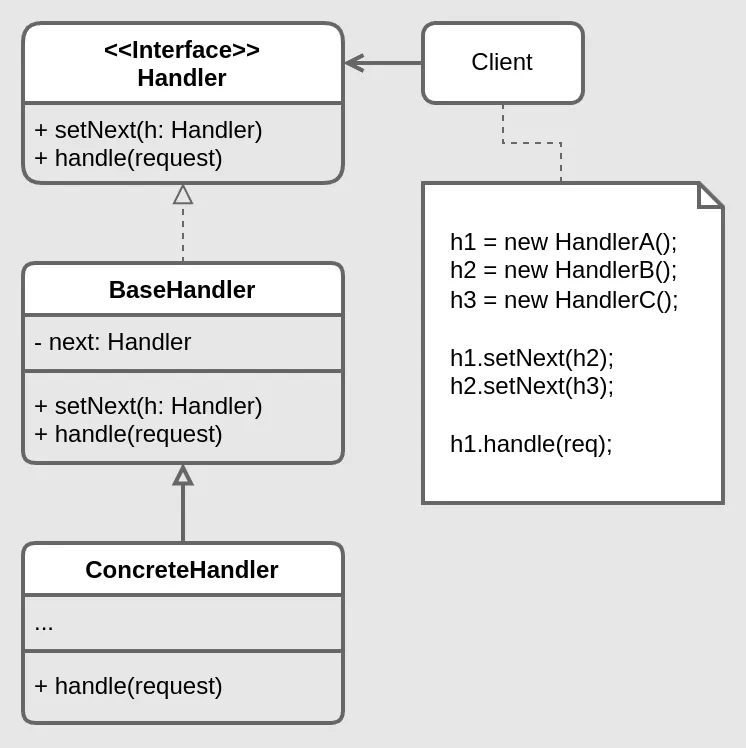 <<Interface>>
Handler
+ setNext(h: Handler)
+ handle(request)
Client
BaseHandler
- next: Handler
+ setNext(h: Handler)
+ handle(request)
ConcreteHandler
...
+ handle(request)
h1 = new HandlerA();
h2 = new HandlerB();
h3 = new HandlerC();
h1.setNext(h2);
h2.setNext(h3);
h1.handle(req);